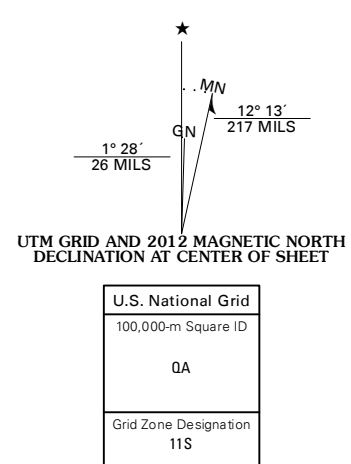 MN
12° 13´
217 MILS
GN
1° 28´
26 MILS
UTM GRID AND 2012 MAGNETIC NORTH
DECLINATION AT CENTER OF SHEET
U.S. National Grid
100,000-m Square ID
QA
Grid Zone Designation
11S